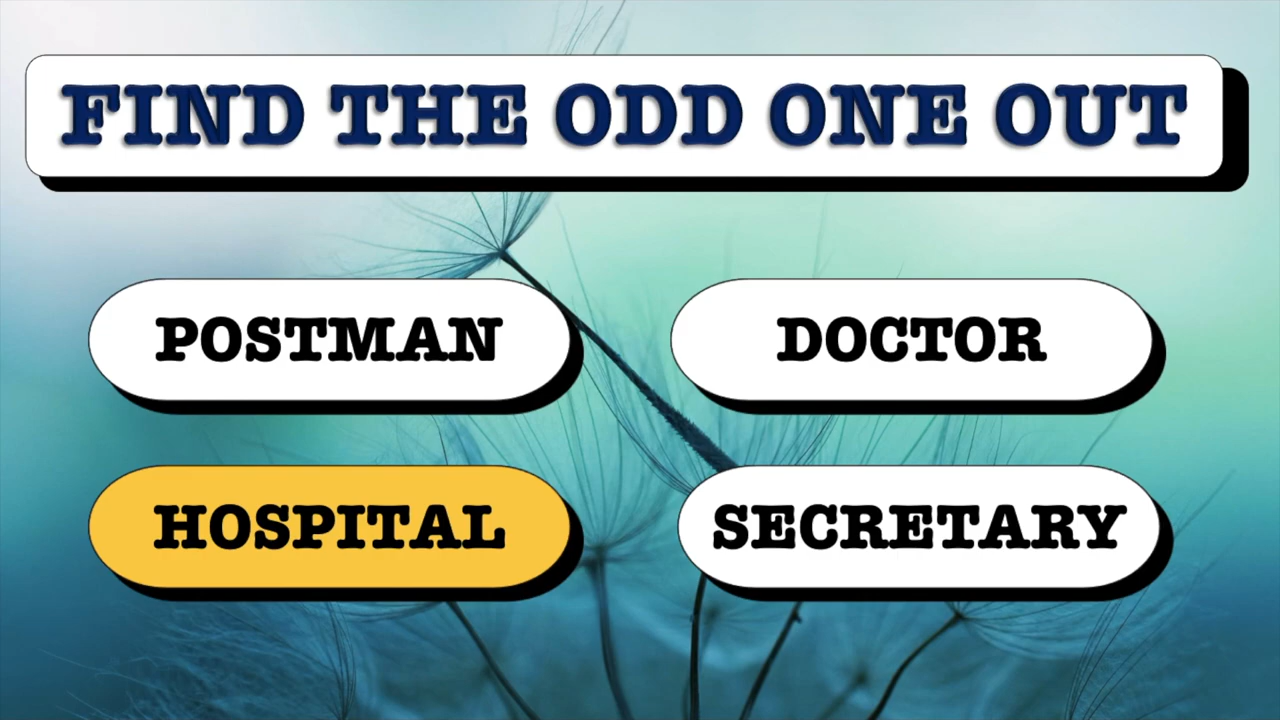 FIND THE ODD ONE OUT
POSTMAN
DOCTOR
HOSPITAL
SECRETARY